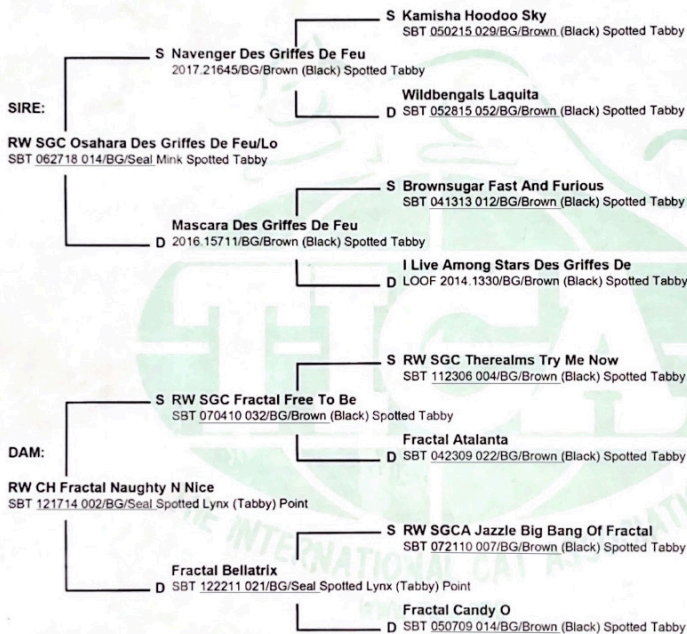 S Kamisha Hoodoo Sky
SBT 050215 029/BG/Brown (Black) Spotted Tabby
S Navenger Des Griffes De Feu
2017.21645/BG/Brown (Black) Spotted Tabby
Wildbengals Laquita
D SBT 052815 052/BG/Brown (Black) Spotted Tabby
SIRE:
RW SGC Osahara Des Griffes De Feu/Lo
SBT 062718 014/BG/Seal Mink Spotted Tabby
S Brownsugar Fast And Furious
SBT 041313 012/BG/Brown (Black) Spotted Tabby
Mascara Des Griffes De Feu
D 2016.15711/BG/Brown (Black) Spotted Tabby
I Live Among Stars Des Griffes De
D LOOF 2014.1330/BG/Brown (Black) Spotted Tabby
TICA
S RW SGC Therealms Try Me Now
SBT 112306 004/BG/Brown (Black) Spotted Tabby
S RW SGC Fractal Free To Be
SBT 070410 032/BG/Brown (Black) Spotted Tabby
Fractal Atalanta
D SBT 042309 022/BG/Brown (Black) Spotted Tabby
DAM:
RW CH Fractal Naughty N Nice
SBT 121714 002/BG/Seal Spotted Lynx (Tabby) Point
S RW SGCA Jazzle Big Bang Of Fractal
SBT 072110 007/BG/Brown (Black) Spotted Tabby
THE INTERNATIONAL CAT
Fractal Bellatrix
D SBT 122211 021/BG/Seal Spotted Lynx (Tabby) Point
Fractal Candy O
D SBT 050709 014/BG/Brown (Black) Spotted Tabby